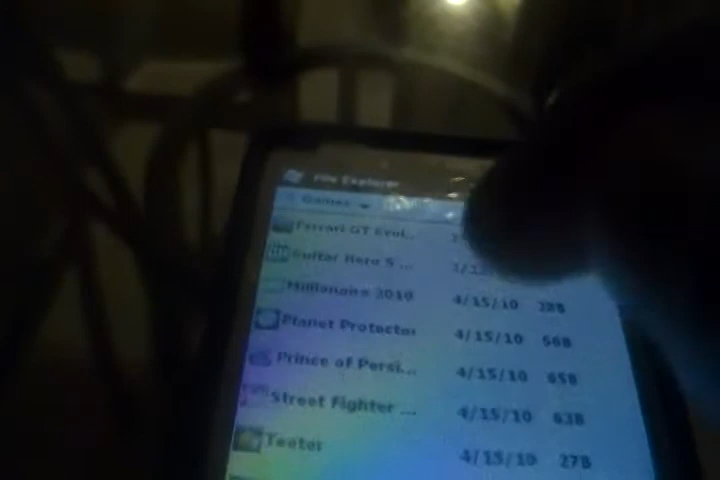 File Explorer
Games
Ferrari GT Evol...
Guitar Hero 5 ...
Millionaire 2010 4/15/10 28B
Planet Protector 4/15/10 56B
Prince of Persi... 4/15/10 65B
Street Fighter ... 4/15/10 63B
Teeter 4/15/10 27B